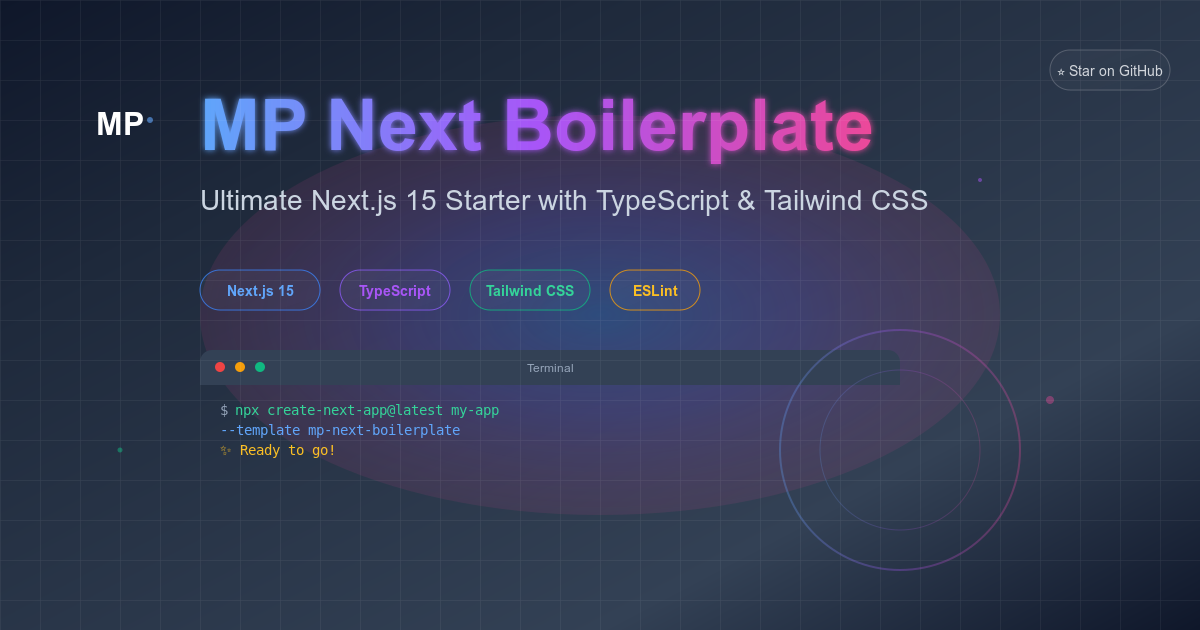 ⭐ Star on GitHub
MP
MP Next Boilerplate
Ultimate Next.js 15 Starter with TypeScript & Tailwind CSS
Next.js 15 TypeScript Tailwind CSS ESLint
Terminal
$ npx create-next-app@latest my-app
--template mp-next-boilerplate
✨ Ready to go!